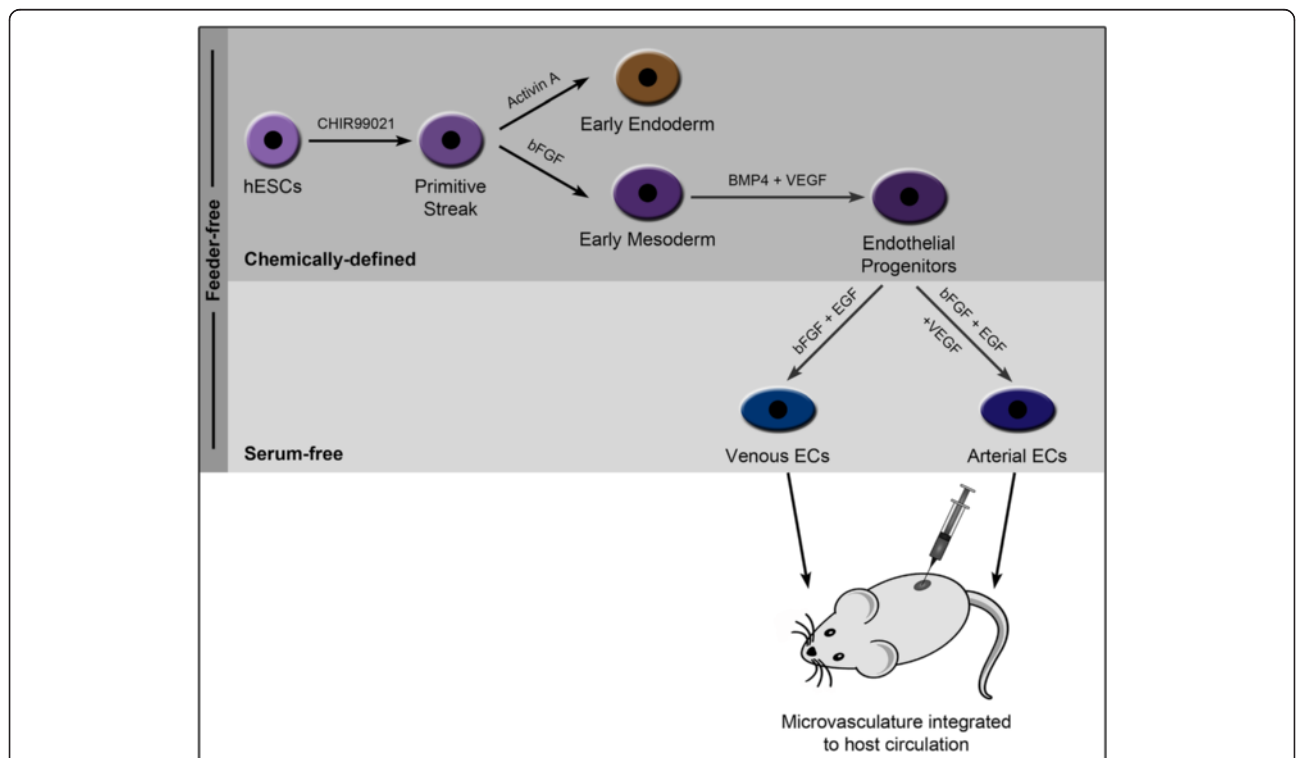 Feeder-free
CHIR99021
hESCs
Primitive
Streak
Activin A
bFGF
Early Endoderm
Early Mesoderm
BMP4 + VEGF
Endothelial
Progenitors
Chemically-defined
bFGF + EGF
bFGF + EGF
+VEGF
Venous ECs
Arterial ECs
Serum-free
Microvasculature integrated
to host circulation